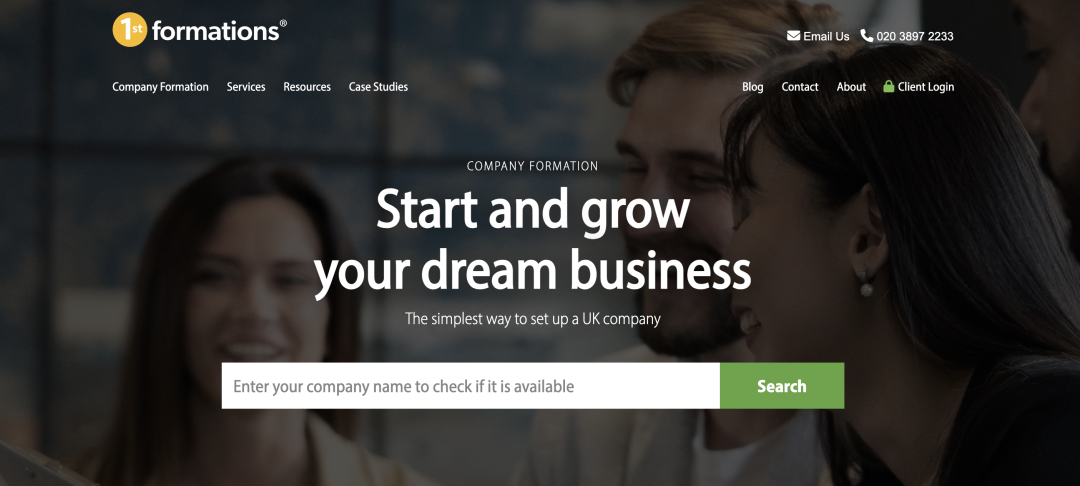 1st formations®
Email Us 020 3897 2233
Company Formation Services Resources Case Studies Blog Contact About Client Login
COMPANY FORMATION
Start and grow
your dream business
The simplest way to set up a UK company
Enter your company name to check if it is available Search